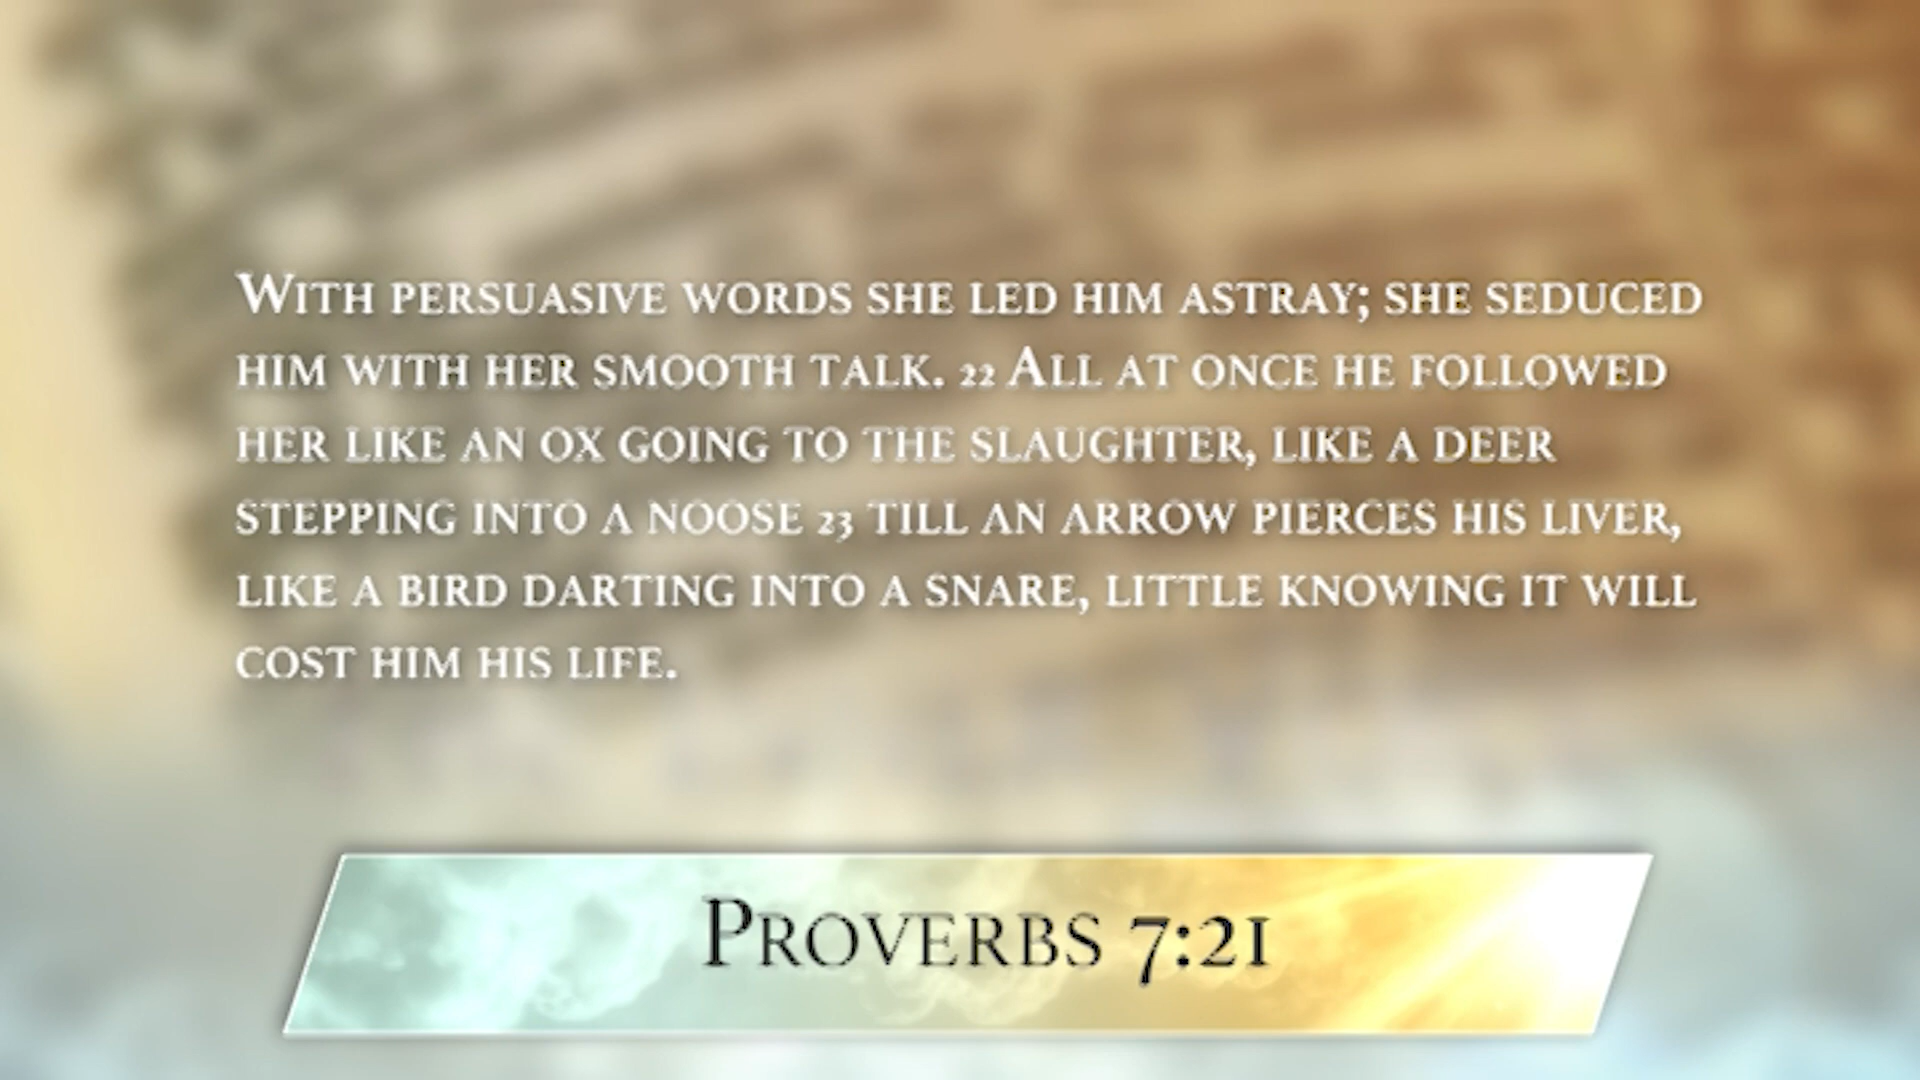 With persuasive words she led him astray; she seduced
him with her smooth talk. 22 All at once he followed
her like an ox going to the slaughter, like a deer
stepping into a noose 23 till an arrow pierces his liver,
like a bird darting into a snare, little knowing it will
cost him his life.
Proverbs 7:21